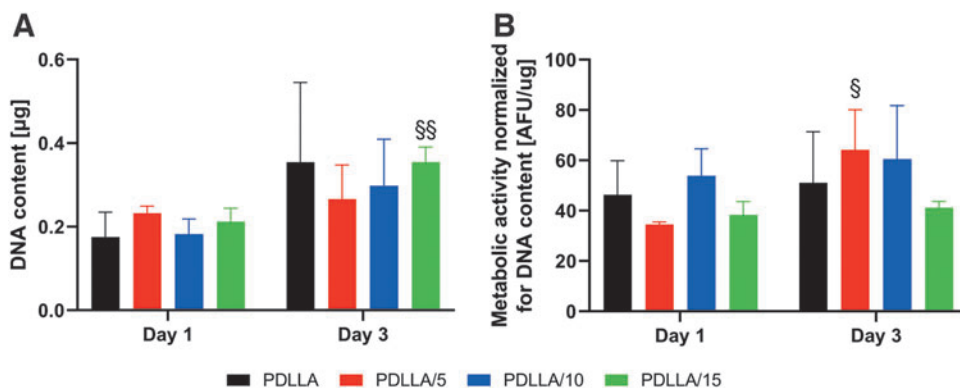 A
DNA content [µg]
0.6
0.4
0.2
0.0
§§
Day 1
Day 3
B
Metabolic activity normalized
for DNA content [AFU/ug]
100
80
60
40
20
0
§
Day 1
Day 3
PDLLA
PDLLA/5
PDLLA/10
PDLLA/15